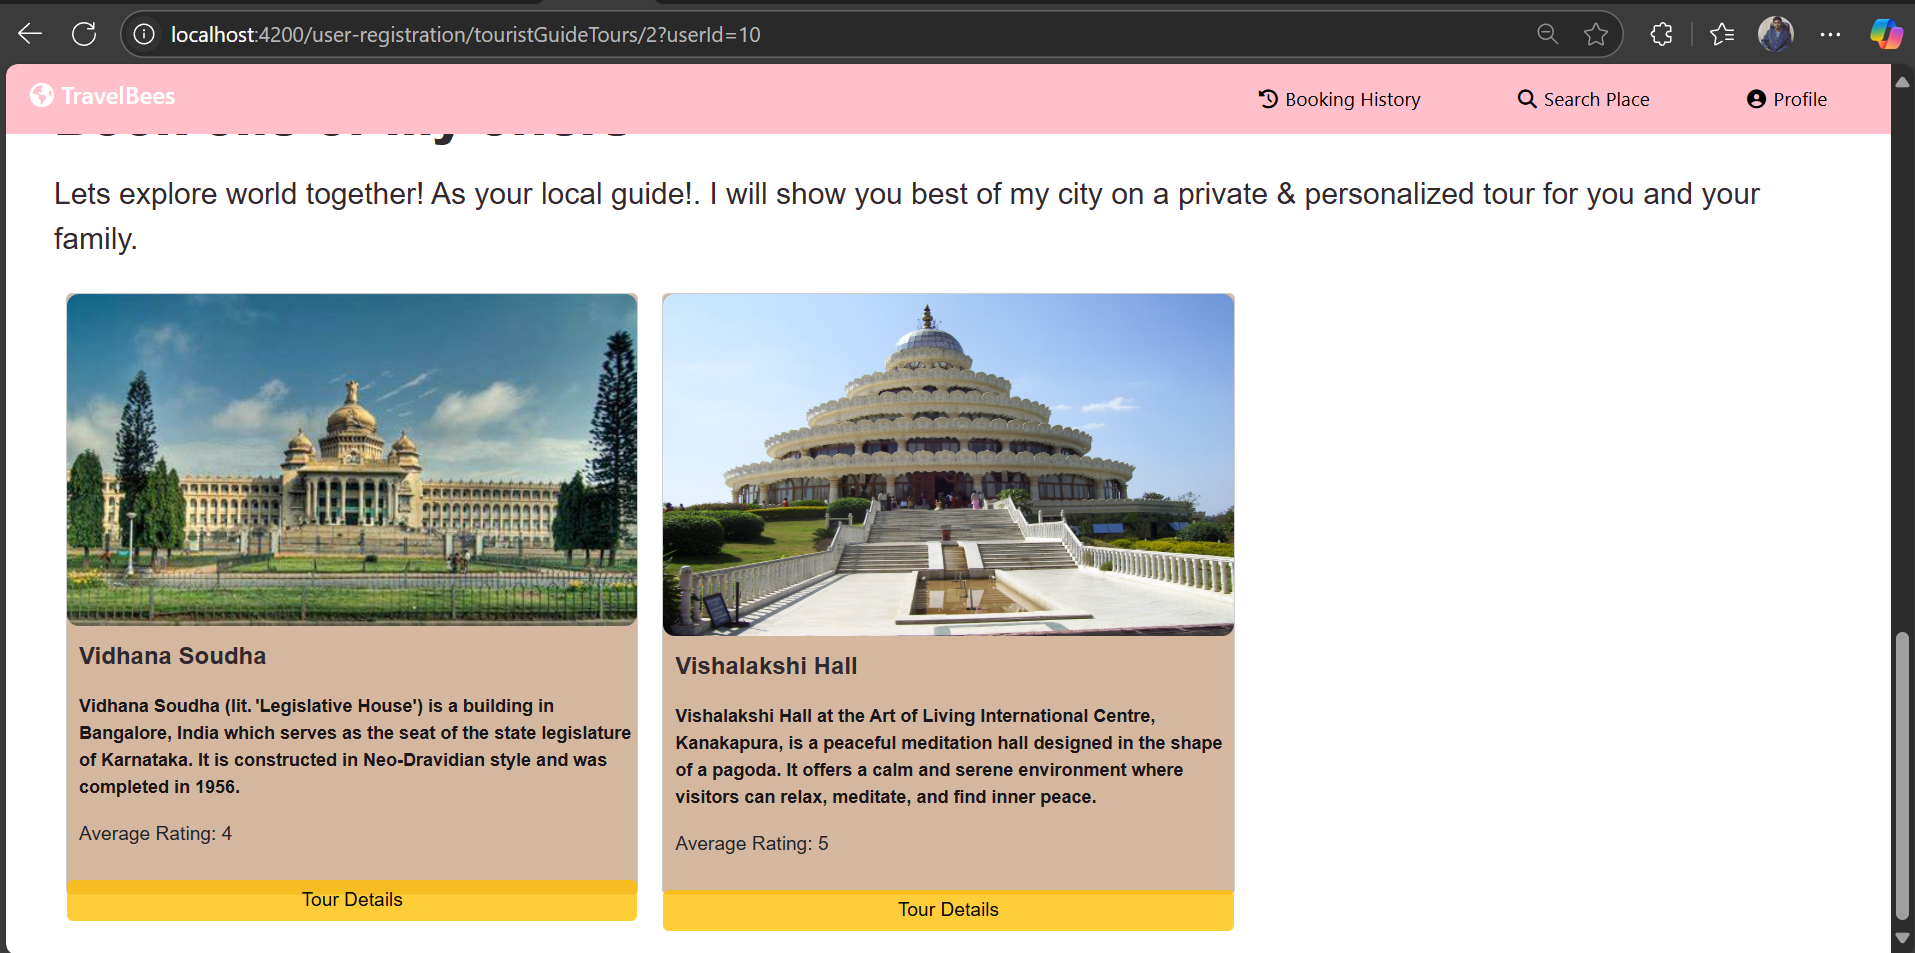 localhost:4200/user-registration/touristGuideTours/2?userId=10
TravelBees
Booking History
Search Place
Profile
Lets explore world together! As your local guide!. I will show you best of my city on a private & personalized tour for you and your
family.
Vidhana Soudha
Vidhana Soudha (lit. 'Legislative House') is a building in
Bangalore, India which serves as the seat of the state legislature
of Karnataka. It is constructed in Neo-Dravidian style and was
completed in 1956.
Average Rating: 4
Tour Details
Vishalakshi Hall
Vishalakshi Hall at the Art of Living International Centre,
Kanakapura, is a peaceful meditation hall designed in the shape
of a pagoda. It offers a calm and serene environment where
visitors can relax, meditate, and find inner peace.
Average Rating: 5
Tour Details